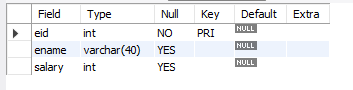 Field Type Null Key Default Extra
eid int NO PRI NULL
ename varchar(40) YES NULL
salary int YES NULL